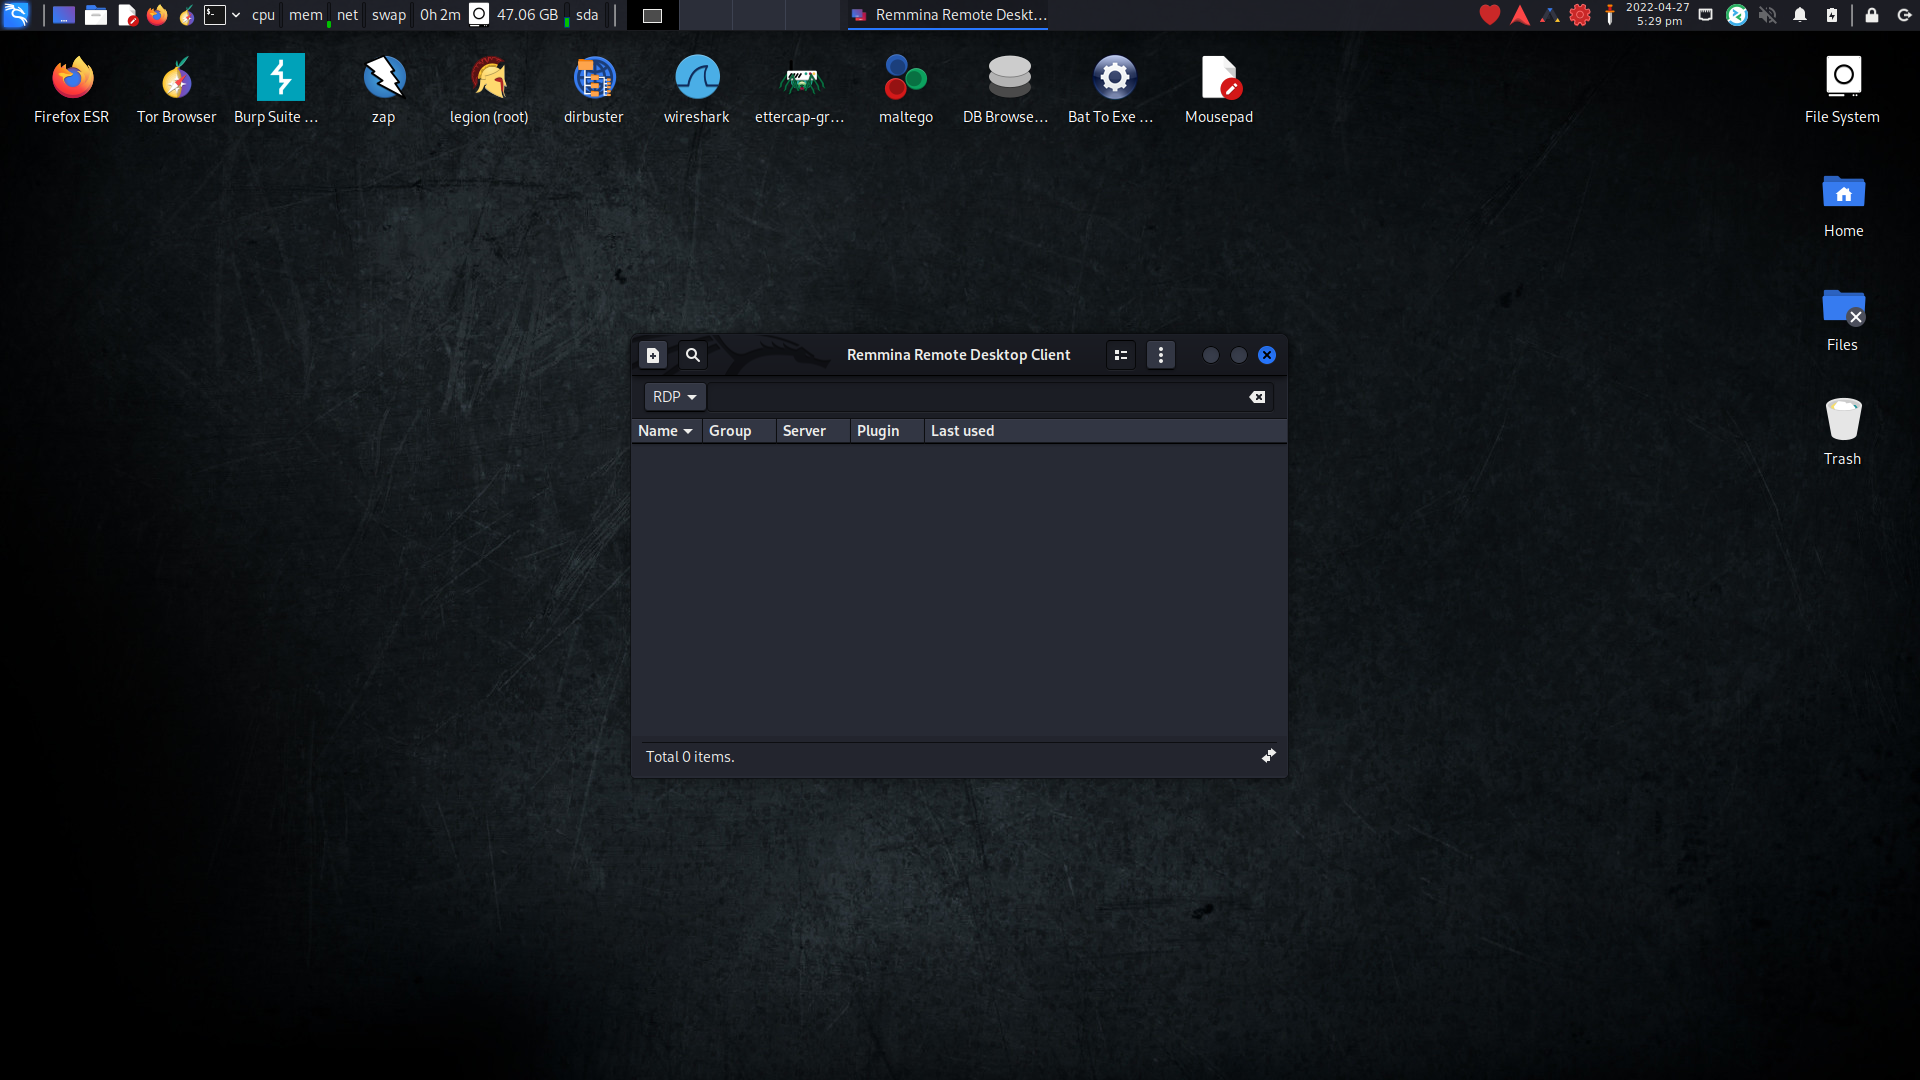 cpu mem net swap 0h 2m 47.06 GB sda
Remmina Remote Deskt...
2022-04-27
5:29 pm
Firefox ESR
Tor Browser
Burp Suite ...
zap
legion (root)
dirbuster
wireshark
ettercap-gr...
maltego
DB Browse...
Bat To Exe ...
Mousepad
File System
Home
Files
Trash
Remmina Remote Desktop Client
RDP
Name Group Server Plugin Last used
Total 0 items.